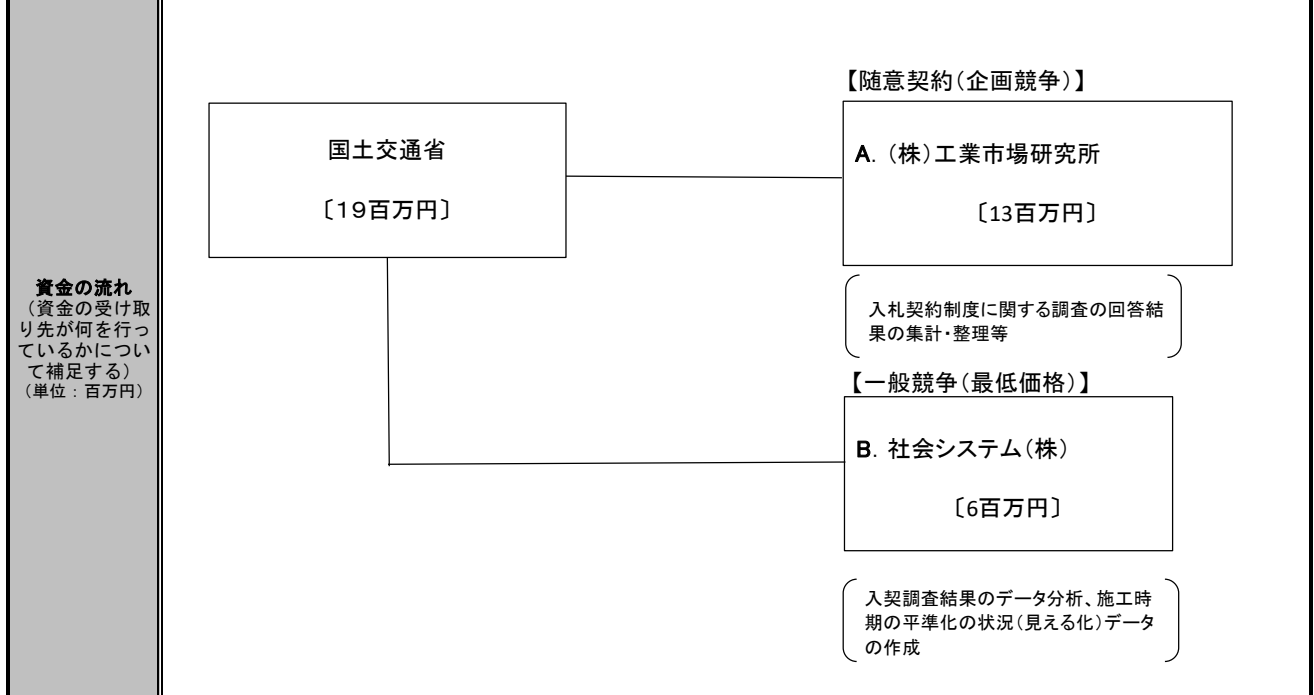 資金の流れ
（資金の受け取
り先が何を行っ
ているかについ
て補足する）
（単位：百万円）
国土交通省
〔１９百万円〕
【随意契約（企画競争）】
A．（株）工業市場研究所
〔13百万円〕
入札契約制度に関する調査の回答結
果の集計・整理等
【一般競争（最低価格）】
B．社会システム（株）
〔6百万円〕
入契調査結果のデータ分析、施工時
期の平準化の状況（見える化）データ
の作成